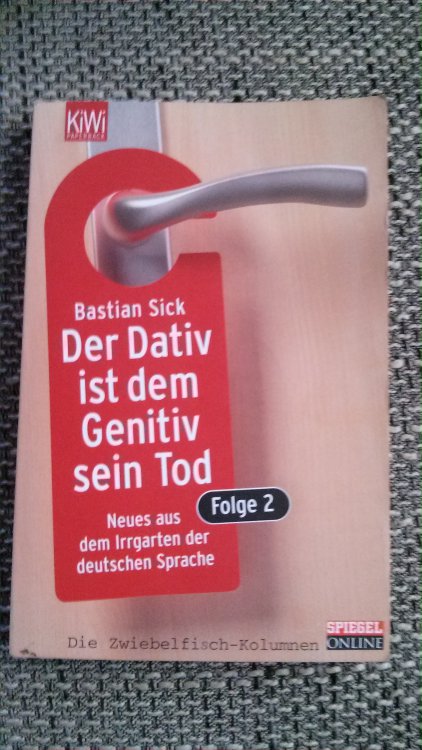 KiWi
PAPERBACK
Bastian Sick
Der Dativ
ist dem
Genitiv
sein Tod
Folge 2
Neues aus
dem Irrgarten der
deutschen Sprache
Die Zwiebelfisch-Kolumnen
SPIEGEL
ONLINE